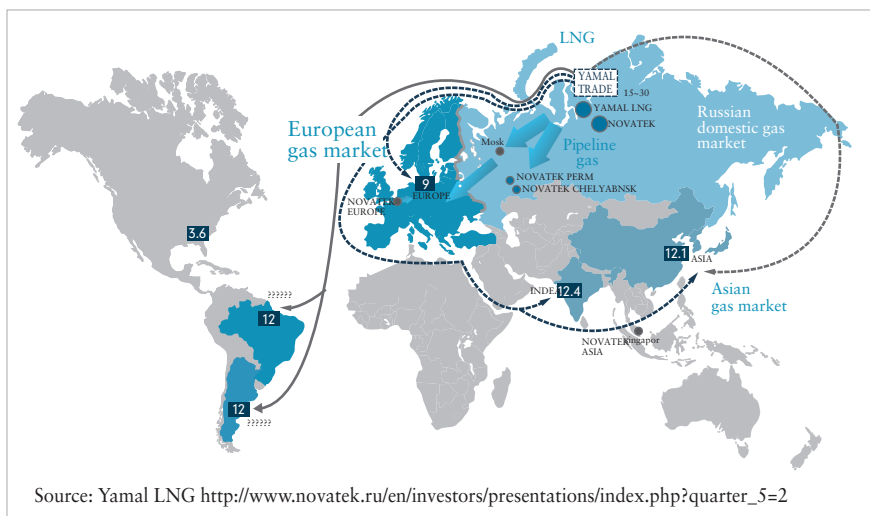 LNG
YAMAL
TRADE
15~30
YAMAL LNG
NOVATEK
Russian
domestic gas
market
European
gas market
Mosk
Pipeline
gas
NOVATEK PERM
NOVATEK CHELYABNSK
9
EUROPE
NOVATEK
EUROPE
3.6
12.1
ASIA
INDEA
12.4
Asian
gas market
??????
12
NOVATEK
ASIA
singapor
12
??????
Source: Yamal LNG http://www.novatek.ru/en/investors/presentations/index.php?quarter_5=2